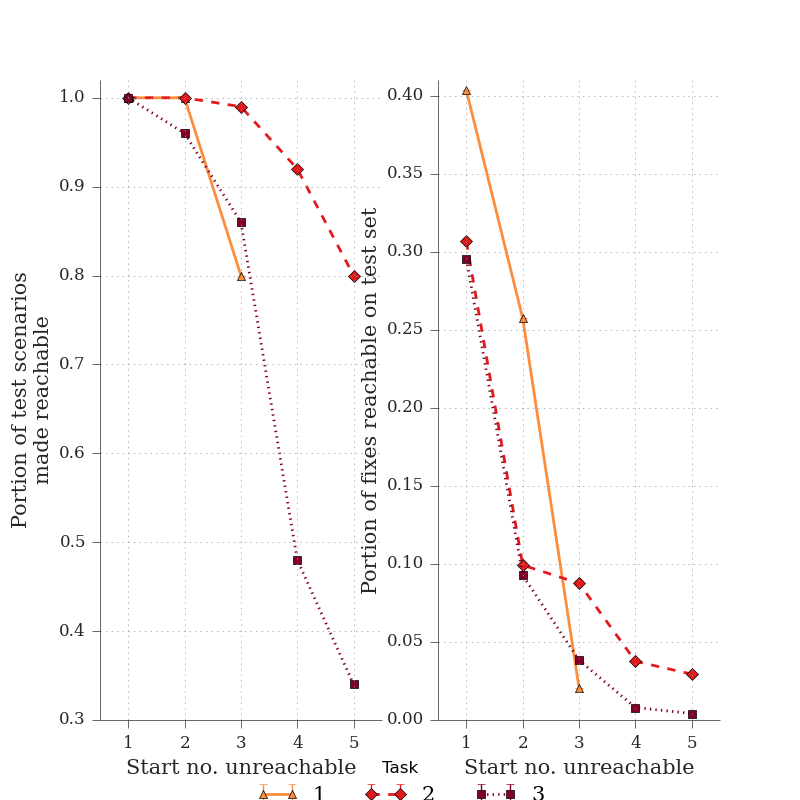 Portion of test scenarios
made reachable
1.0
0.9
0.8
0.7
0.6
0.5
0.4
0.3
1 2 3 4 5
Start no. unreachable
Portion of fixes reachable on test set
0.40
0.35
0.30
0.25
0.20
0.15
0.10
0.05
0.00
1 2 3 4 5
Start no. unreachable
Task
1 2 3